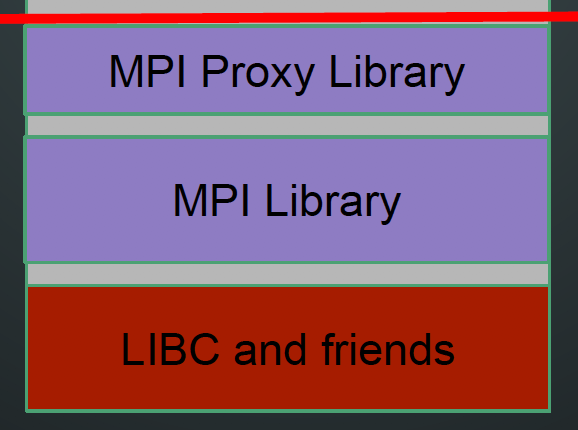 MPI Proxy Library
MPI Library
LIBC and friends